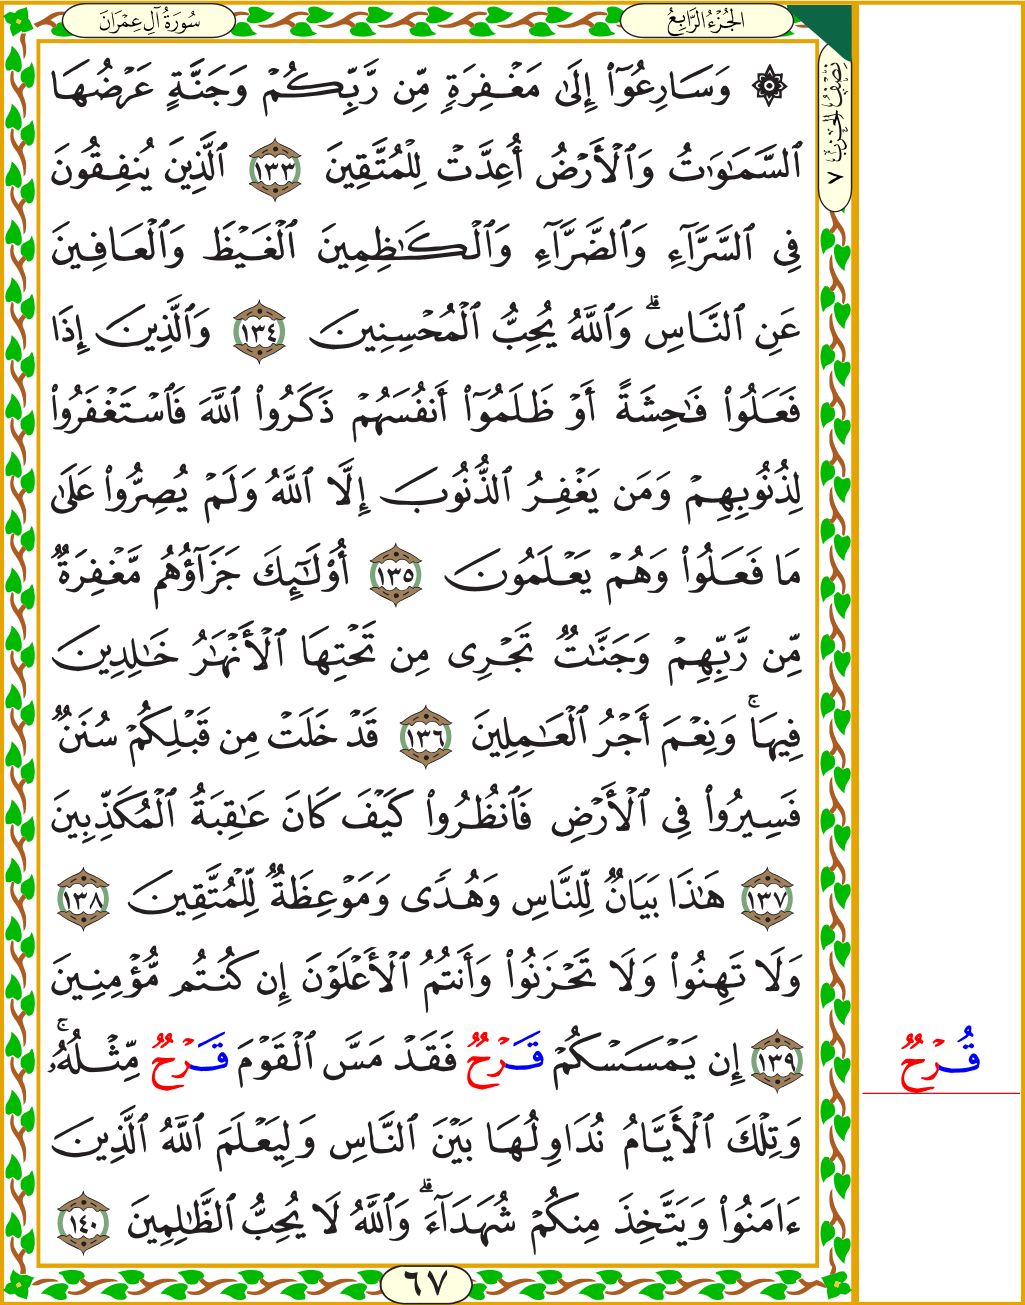 سُورَةُ آلِ عِمْرَانَ
الجُزْءُ الرَّابِعُ
نِصْفُ الحِزْبِ ٧
۞ وَسَارِعُوٓاْ إِلَىٰ مَغْفِرَةٖ مِّن رَّبِّكُمْ وَجَنَّةٍ عَرْضُهَا
ٱلسَّمَٰوَٰتُ وَٱلْأَرْضُ أُعِدَّتْ لِلْمُتَّقِينَ ١٣٣ ٱلَّذِينَ يُنفِقُونَ
فِي ٱلسَّرَّآءِ وَٱلضَّرَّآءِ وَٱلْكَٰظِمِينَ ٱلْغَيْظَ وَٱلْعَافِينَ
عَنِ ٱلنَّاسِۗ وَٱللَّهُ يُحِبُّ ٱلْمُحْسِنِينَ ١٣٤ وَٱلَّذِينَ إِذَا
فَعَلُواْ فَٰحِشَةً أَوْ ظَلَمُوٓاْ أَنفُسَهُمْ ذَكَرُواْ ٱللَّهَ فَٱسْتَغْفَرُواْ
لِذُنُوبِهِمْ وَمَن يَغْفِرُ ٱلذُّنُوبَ إِلَّا ٱللَّهُ وَلَمْ يُصِرُّواْ عَلَىٰ
مَا فَعَلُواْ وَهُمْ يَعْلَمُونَ ١٣٥ أُوْلَٰٓئِكَ جَزَآؤُهُم مَّغْفِرَةٞ
مِّن رَّبِّهِمْ وَجَنَّٰتٞ تَجْرِي مِن تَحْتِهَا ٱلْأَنْهَٰرُ خَٰلِدِينَ
فِيهَاۚ وَنِعْمَ أَجْرُ ٱلْعَٰمِلِينَ ١٣٦ قَدْ خَلَتْ مِن قَبْلِكُمْ سُنَنٞ
فَسِيرُواْ فِي ٱلْأَرْضِ فَٱنظُرُواْ كَيْفَ كَانَ عَٰقِبَةُ ٱلْمُكَذِّبِينَ
١٣٧ هَٰذَا بَيَانٞ لِّلنَّاسِ وَهُدٗى وَمَوْعِظَةٞ لِّلْمُتَّقِينَ ١٣٨
وَلَا تَهِنُواْ وَلَا تَحْزَنُواْ وَأَنتُمُ ٱلْأَعْلَوْنَ إِن كُنتُم مُّؤْمِنِينَ
١٣٩ إِن يَمْسَسْكُمْ قَرْحٞ فَقَدْ مَسَّ ٱلْقَوْمَ قَرْحٞ مِّثْلُهُۥۚ
قُرْحٞ
وَتِلْكَ ٱلْأَيَّامُ نُدَاوِلُهَا بَيْنَ ٱلنَّاسِ وَلِيَعْلَمَ ٱللَّهُ ٱلَّذِينَ
ءَامَنُواْ وَيَتَّخِذَ مِنكُمْ شُهَدَآءَۗ وَٱللَّهُ لَا يُحِبُّ ٱلظَّٰلِمِينَ ١٤٠
٦٧